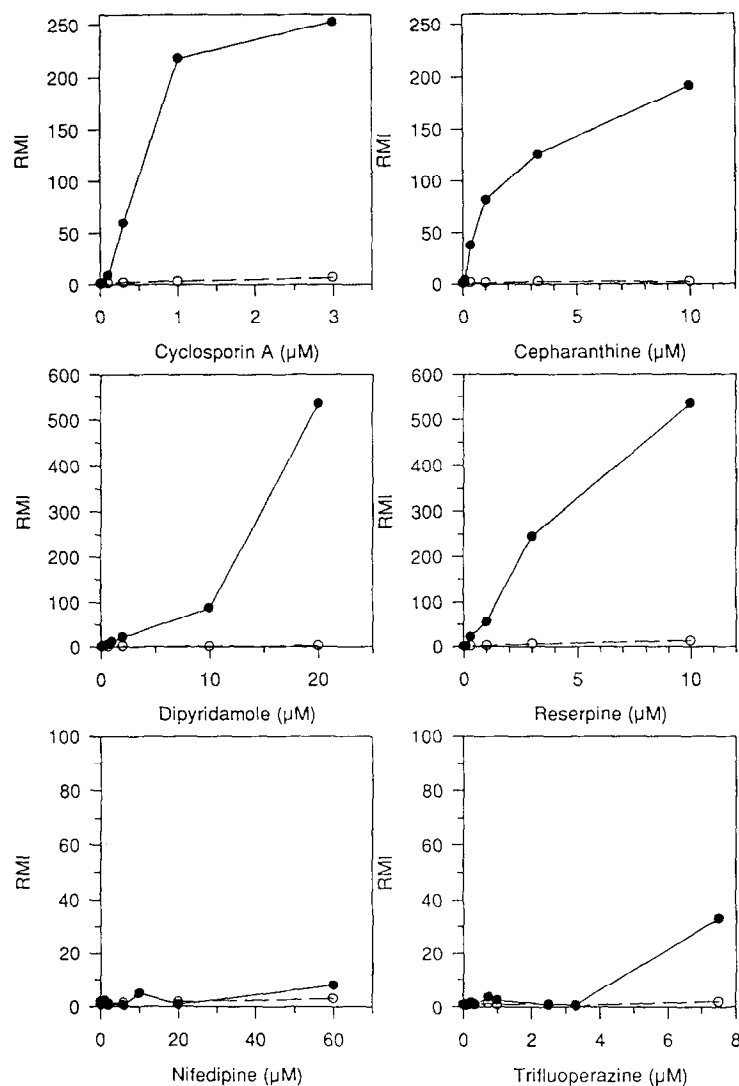 250
200
150
100
50
0
RMI
0 1 2 3
Cyclosporin A (µM)
250
200
150
100
50
0
RMI
0 5 10
Cepharanthine (µM)
600
500
400
300
200
100
0
RMI
0 10 20
Dipyridamole (µM)
600
500
400
300
200
100
0
RMI
0 5 10
Reserpine (µM)
100
80
60
40
20
0
RMI
0 20 40 60
Nifedipine (µM)
100
80
60
40
20
0
RMI
0 2 4 6 8
Trifluoperazine (µM)